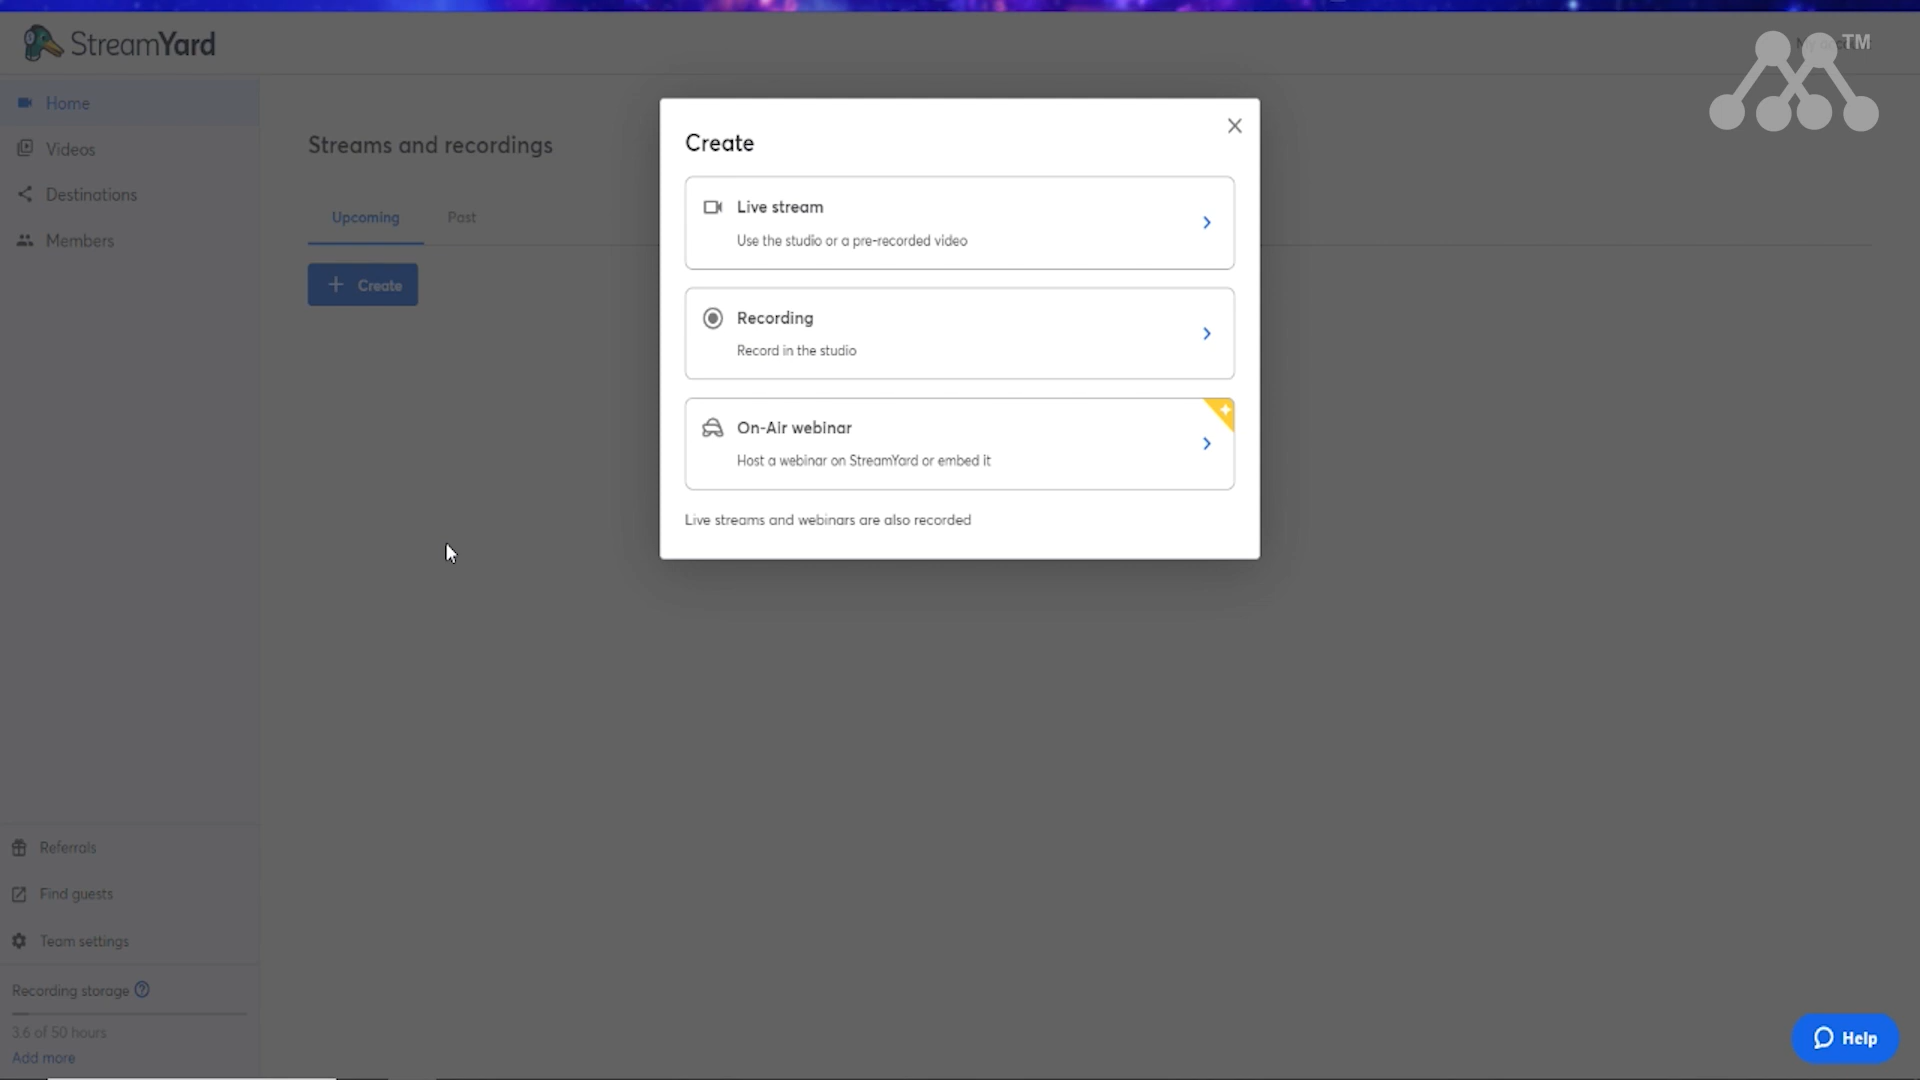 StreamYard
TM
Home
Videos
Destinations
Members
Streams and recordings
Upcoming
Past
Create
Create
Live stream
Use the studio or a pre-recorded video
Recording
Record in the studio
On-Air webinar
Host a webinar on StreamYard or embed it
Live streams and webinars are also recorded
Referrals
Find guests
Team settings
Recording storage
3.6 of 50 hours
Add more
Help